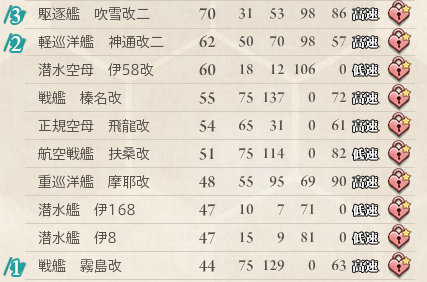 3 駆逐艦 吹雪改二 70 31 53 98 86 高速
2 軽巡洋艦 神通改二 62 50 70 98 57 高速
潜水空母 伊58改 60 18 12 106 0 低速
戦艦 榛名改 55 75 137 0 72 高速
正規空母 飛龍改 54 65 31 0 61 高速
航空戦艦 扶桑改 51 75 114 0 82 低速
重巡洋艦 摩耶改 48 55 95 69 90 高速
潜水艦 伊168 47 10 7 71 0 低速
潜水艦 伊8 47 15 9 81 0 低速
1 戦艦 霧島改 44 75 129 0 63 高速